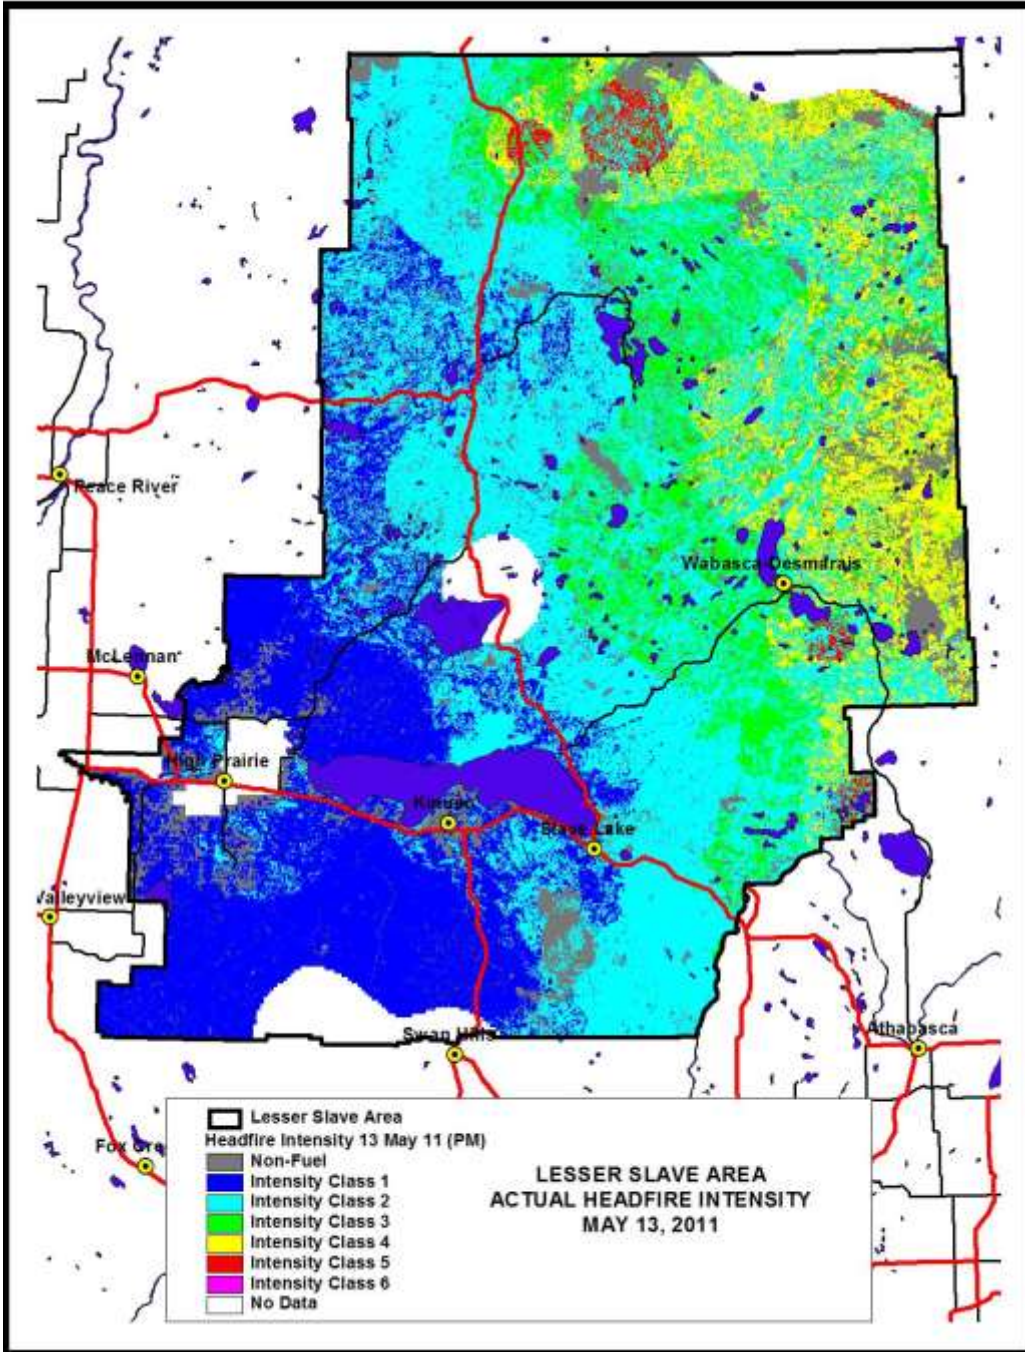 Peace River
Wabasca-Desmarais
McLennan
High Prairie
Kinuso
Slave Lake
Valleyview
Swan Hills
Athabasca
Fox Cre
Lesser Slave Area
Headfire Intensity 13 May 11 (PM)
Non-Fuel
Intensity Class 1
Intensity Class 2
Intensity Class 3
Intensity Class 4
Intensity Class 5
Intensity Class 6
No Data
LESSER SLAVE AREA
ACTUAL HEADFIRE INTENSITY
MAY 13, 2011